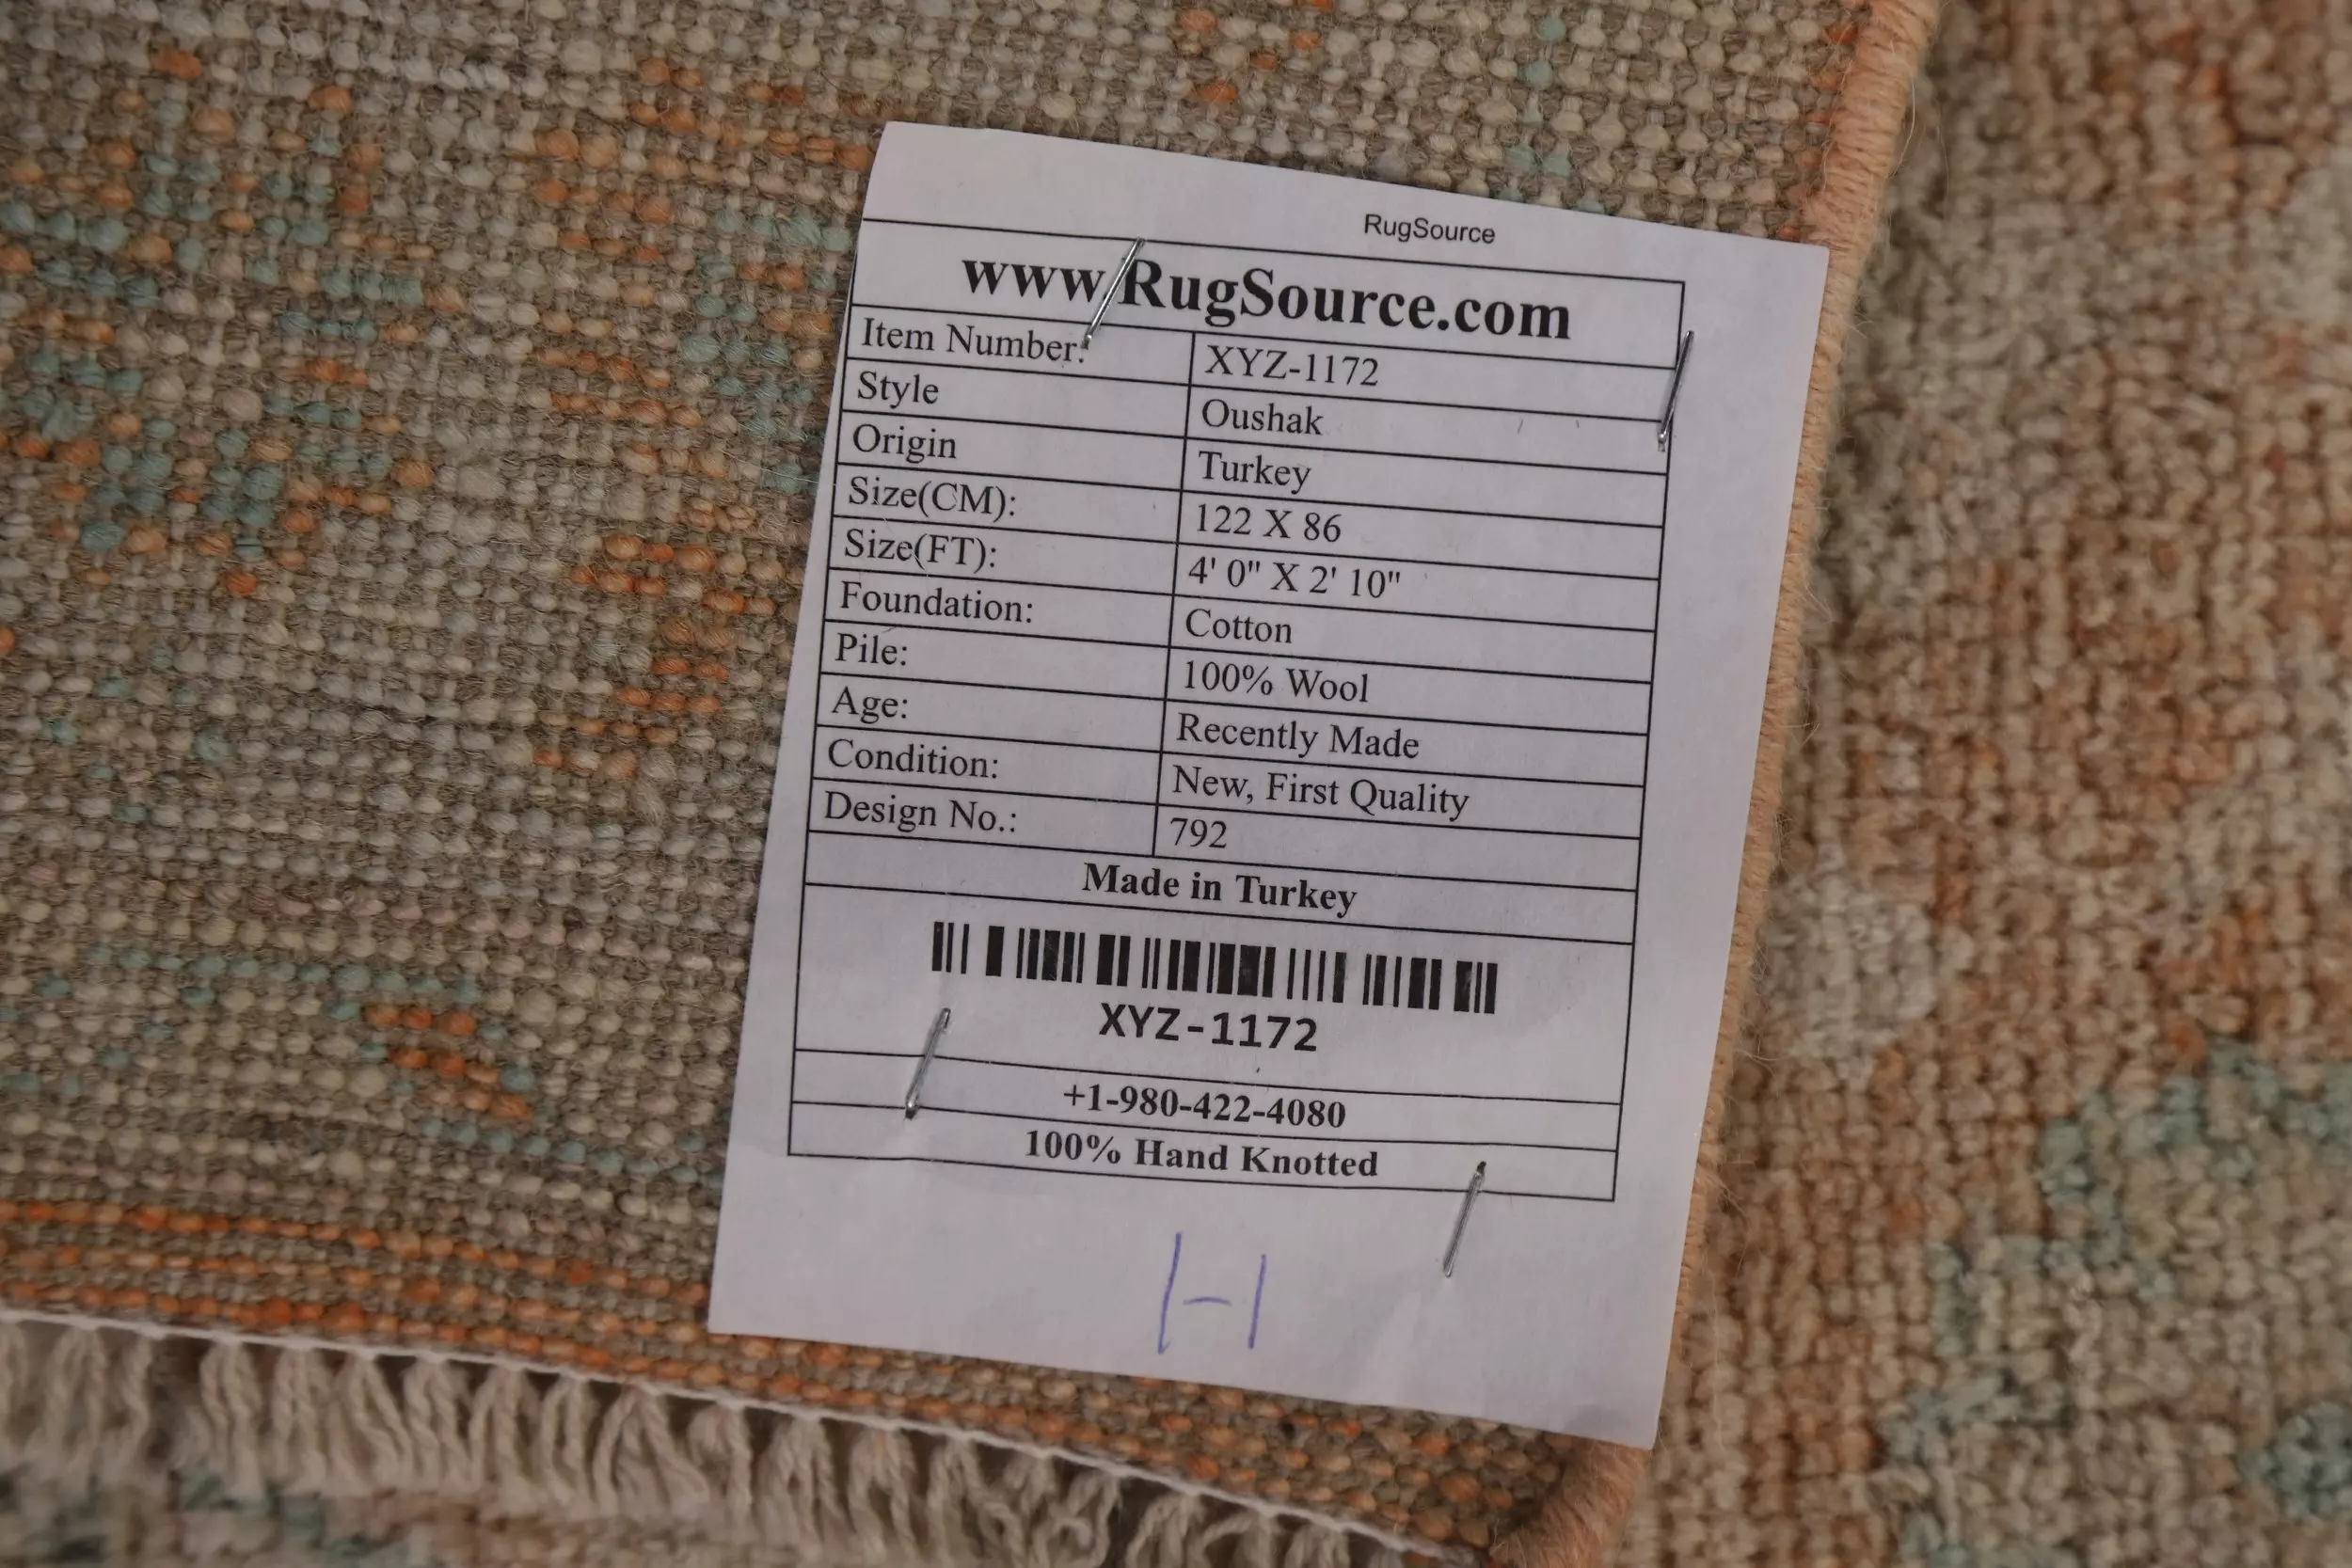 RugSource
www.RugSource.com
Item Number: XYZ-1172
Style Oushak
Origin Turkey
Size(CM): 122 X 86
Size(FT): 4' 0" X 2' 10"
Foundation: Cotton
Pile: 100% Wool
Age: Recently Made
Condition: New, First Quality
Design No.: 792
Made in Turkey
XYZ-1172
+1-980-422-4080
100% Hand Knotted
1-1